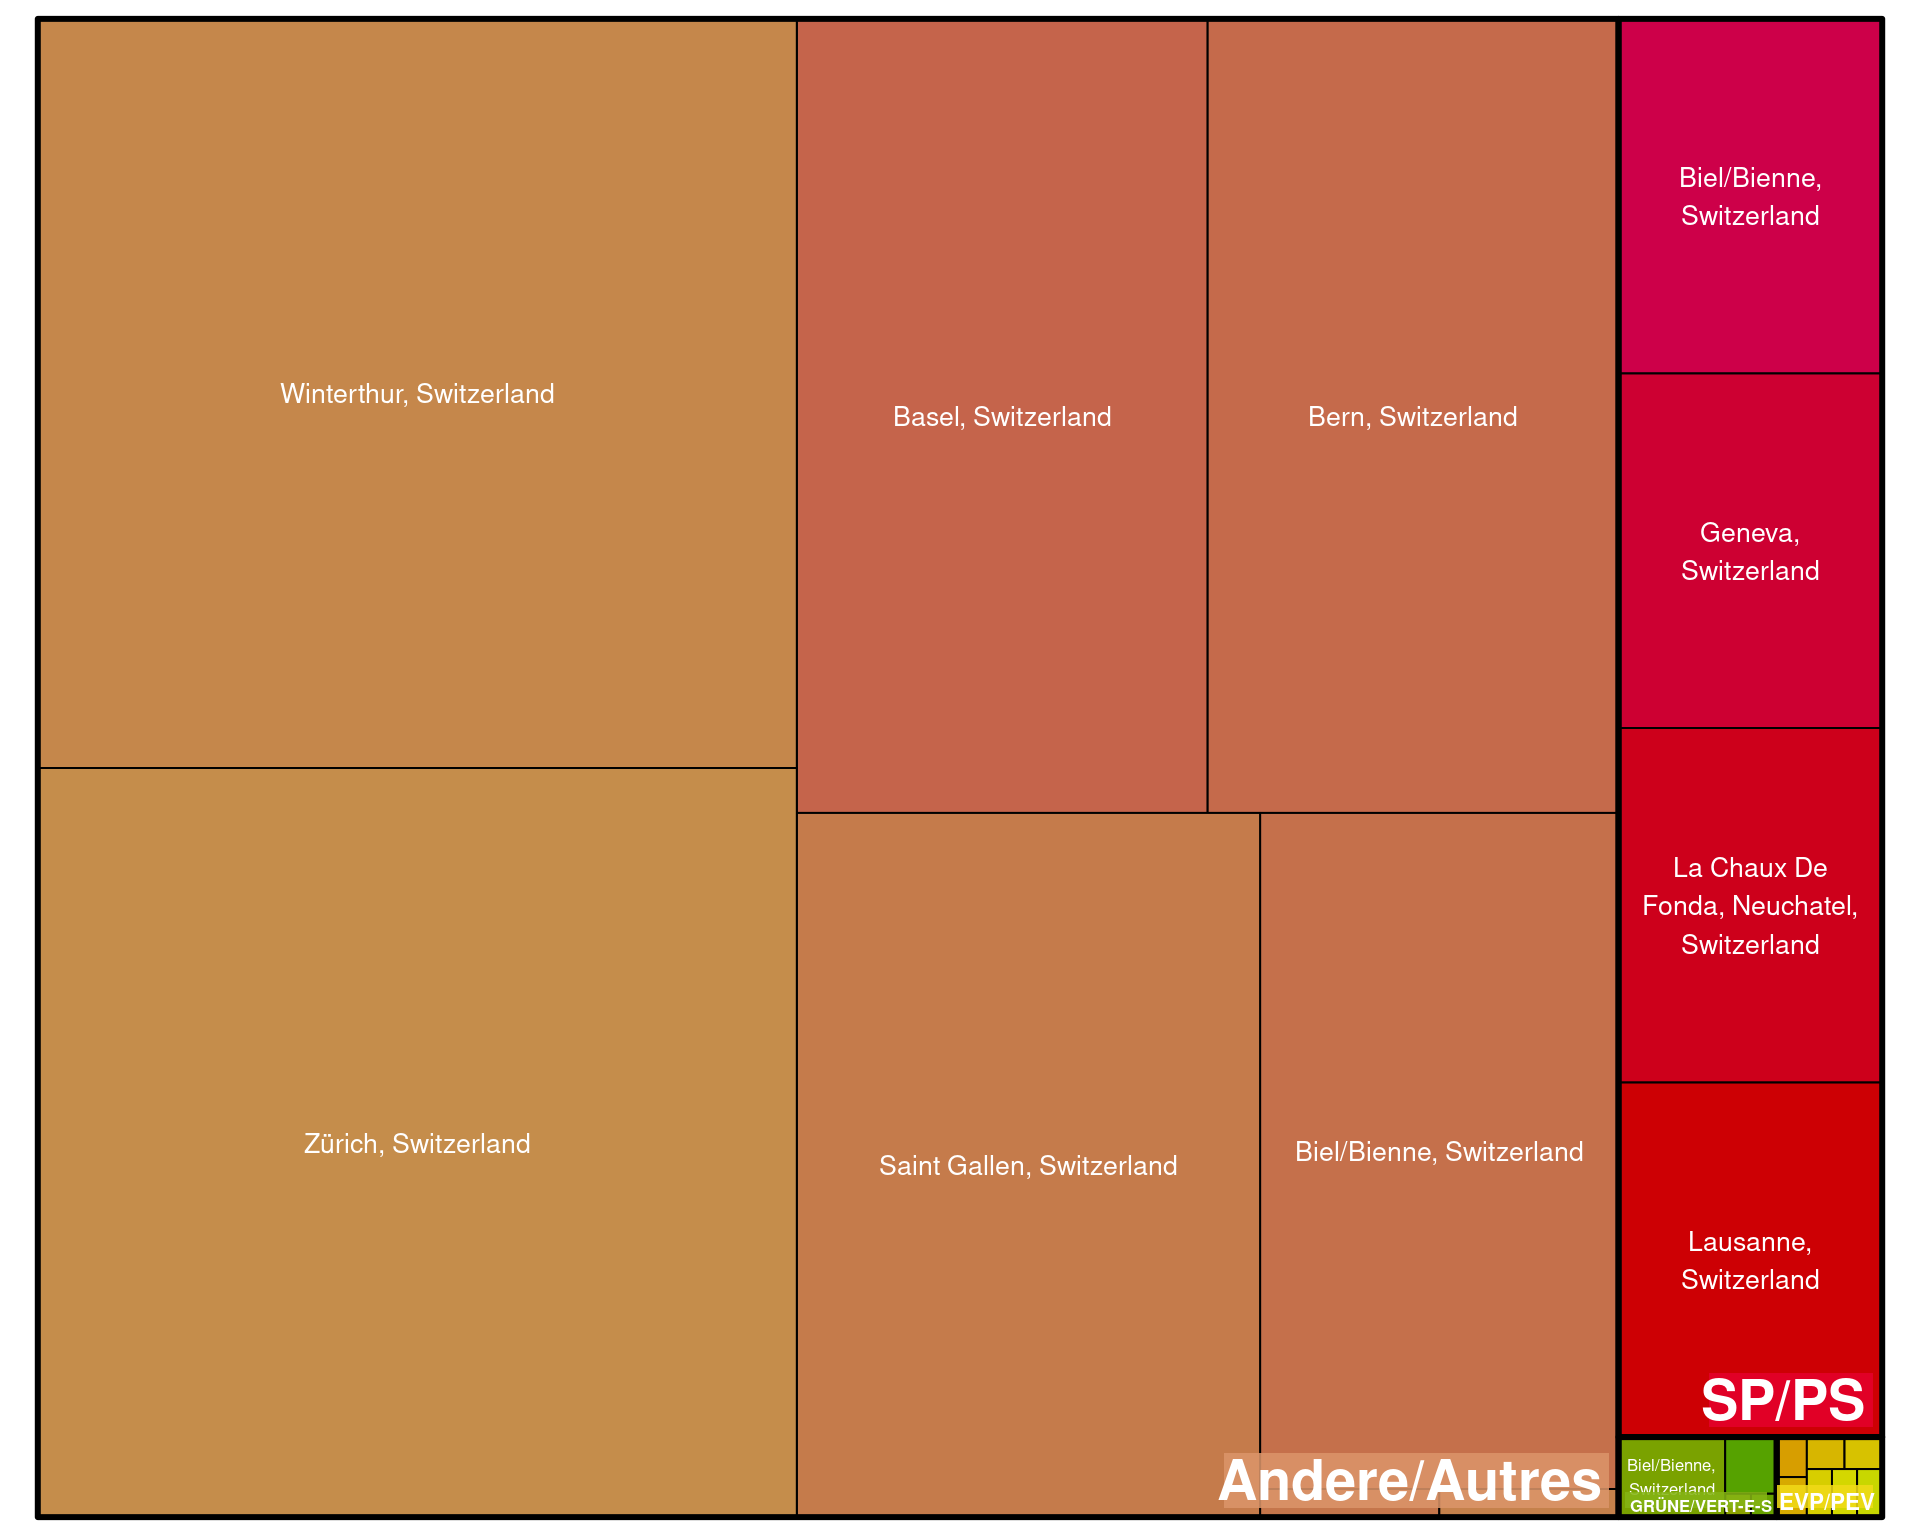 Winterthur, Switzerland
Zürich, Switzerland
Basel, Switzerland
Bern, Switzerland
Saint Gallen, Switzerland
Biel/Bienne, Switzerland
Andere/Autres
Biel/Bienne,
Switzerland
Geneva,
Switzerland
La Chaux De
Fonda, Neuchatel,
Switzerland
Lausanne,
Switzerland
SP/PS
Biel/Bienne,
Switzerland
GRÜNE/VERT-E-S
EVP/PEV